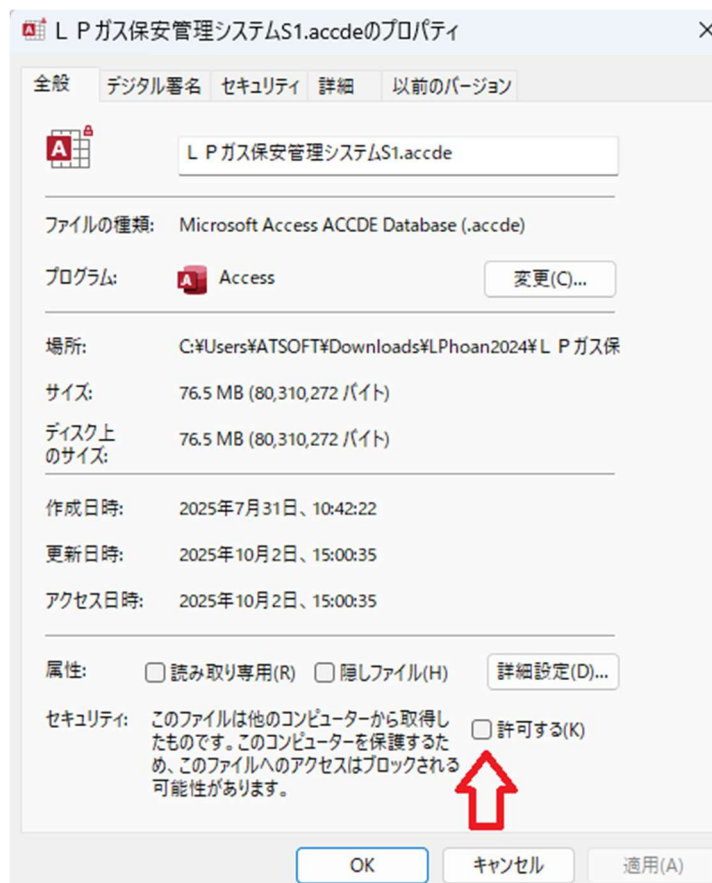 ＬＰガス保安管理システムS1.accdeのプロパティ
全般 デジタル署名 セキュリティ 詳細 以前のバージョン
ＬＰガス保安管理システムS1.accde
ファイルの種類: Microsoft Access ACCDE Database (.accde)
プログラム: Access 変更(C)...
場所: C:¥Users¥ATSOFT¥Downloads¥LPhoan2024¥ＬＰガス保
サイズ: 76.5 MB (80,310,272 バイト)
ディスク上
のサイズ: 76.5 MB (80,310,272 バイト)
作成日時: 2025年7月31日、10:42:22
更新日時: 2025年10月2日、15:00:35
アクセス日時: 2025年10月2日、15:00:35
属性: 読み取り専用(R) 隠しファイル(H) 詳細設定(D)...
セキュリティ: このファイルは他のコンピューターから取得し
たものです。このコンピューターを保護するた
め、このファイルへのアクセスはブロックされる
可能性があります。
許可する(K)
OK キャンセル 適用(A)